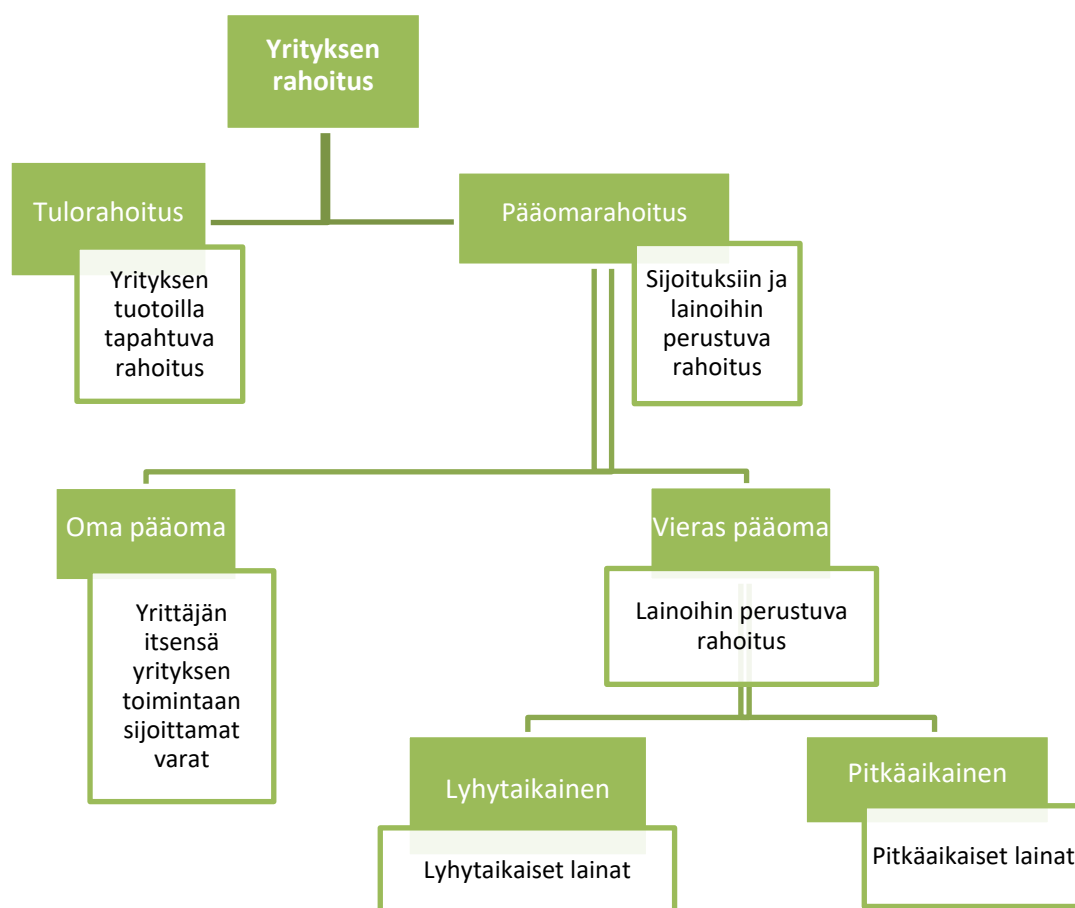 Yrityksen
rahoitus
Tulorahoitus
Yrityksen
tuotoilla
tapahtuva
rahoitus
Pääomarahoitus
Sijoituksiin ja
lainoihin
perustuva
rahoitus
Oma pääoma
Yrittäjän
itsensä
yrityksen
toimintaan
sijoittamat
varat
Vieras pääoma
Lainoihin perustuva
rahoitus
Lyhytaikainen
Lyhytaikaiset lainat
Pitkäaikainen
Pitkäaikaiset lainat